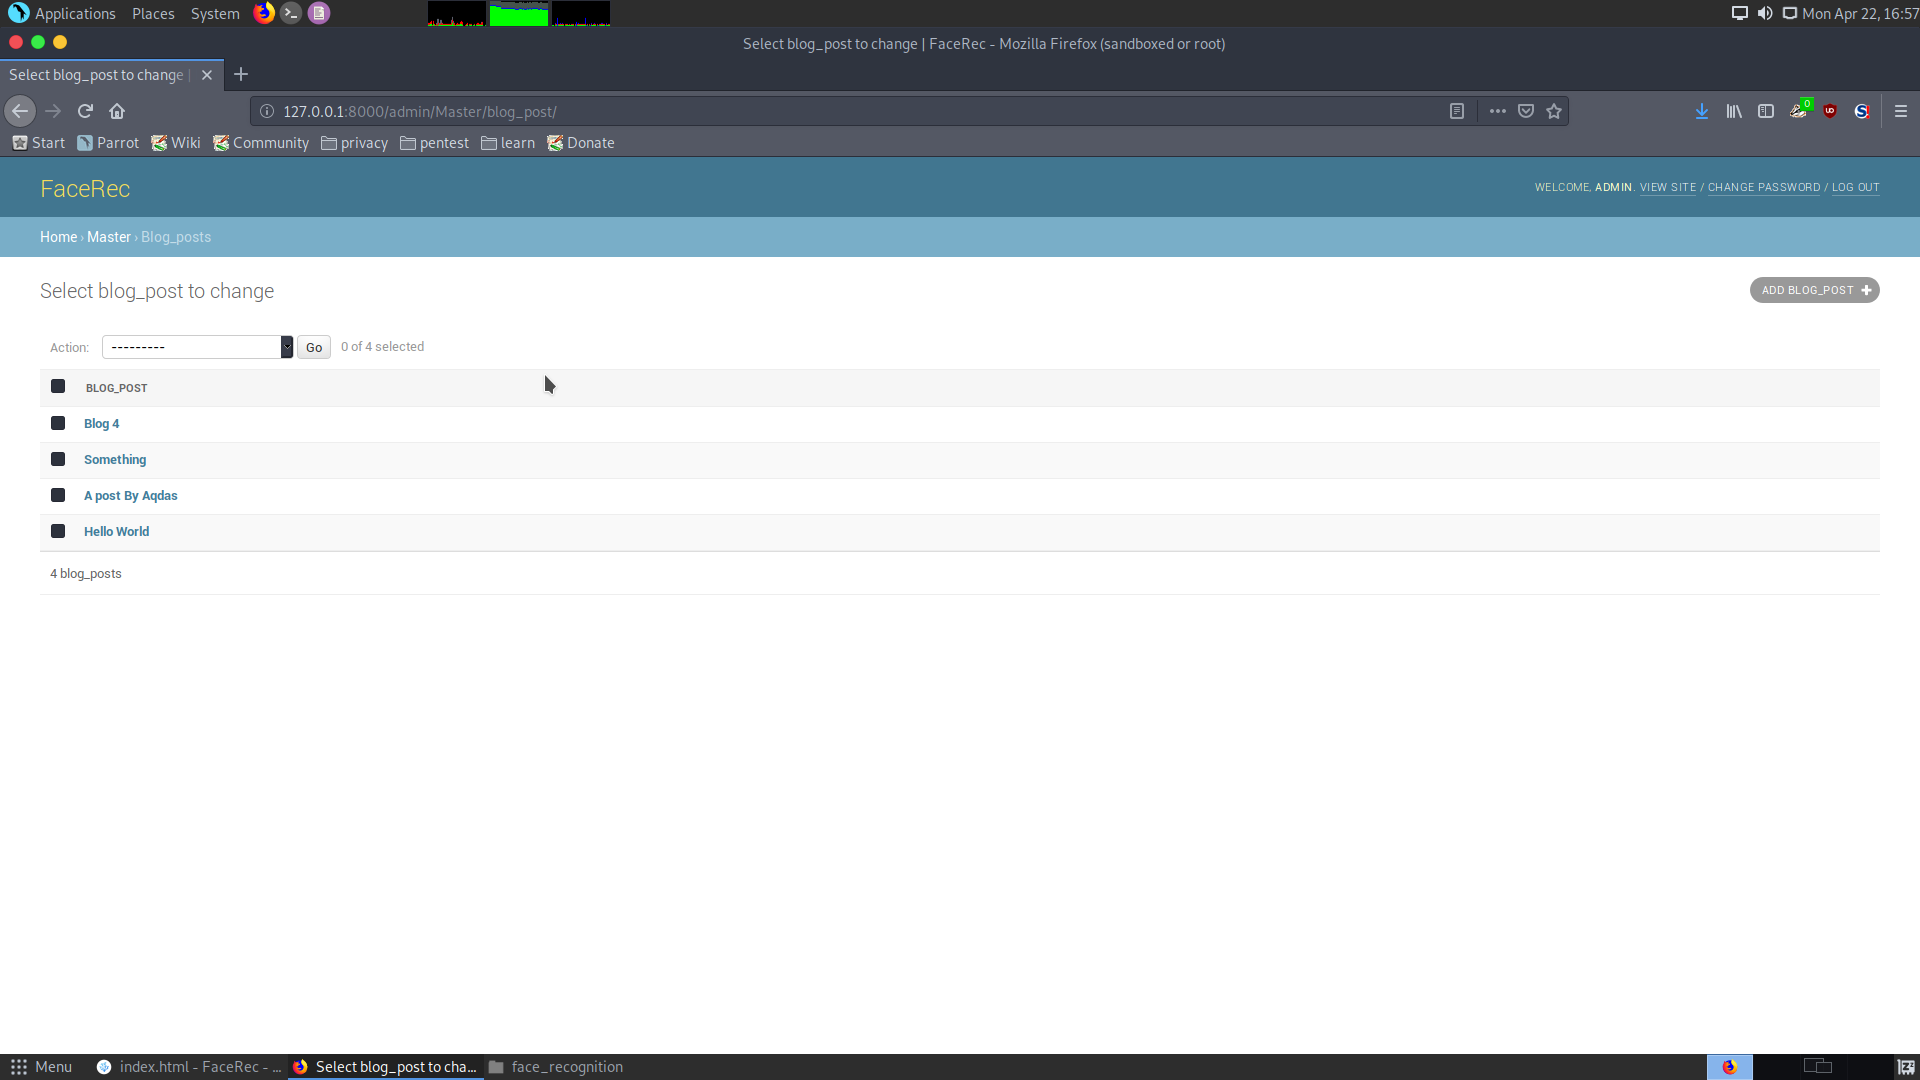 Applications Places System Mon Apr 22, 16:57
Select blog_post to change | FaceRec - Mozilla Firefox (sandboxed or root)
Select blog_post to change |
127.0.0.1:8000/admin/Master/blog_post/ 0
Start Parrot Wiki Community privacy pentest learn Donate
FaceRec
WELCOME, ADMIN. VIEW SITE / CHANGE PASSWORD / LOG OUT
Home › Master › Blog_posts
Select blog_post to change
ADD BLOG_POST +
Action: --------- Go 0 of 4 selected
BLOG_POST
Blog 4
Something
A post By Aqdas
Hello World
4 blog_posts
Menu index.html - FaceRec - ... Select blog_post to cha... face_recognition